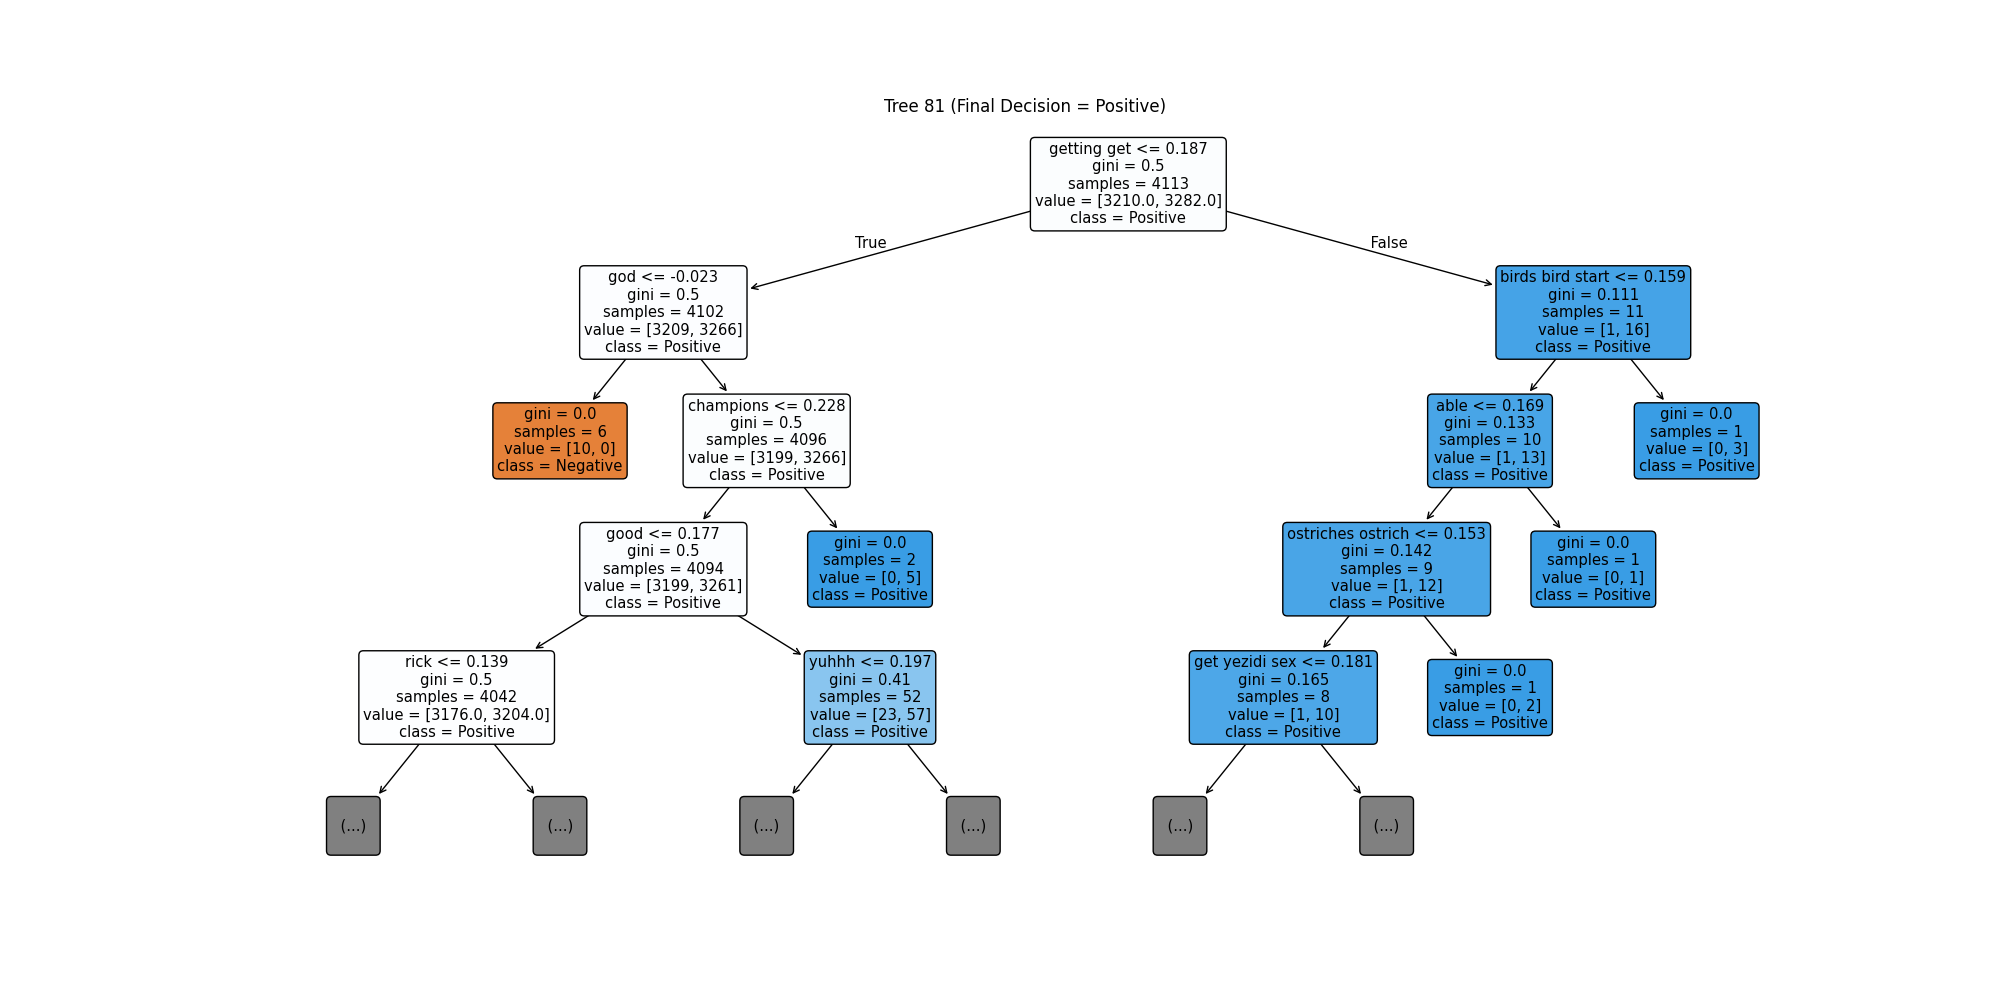 Tree 81 (Final Decision = Positive)
getting get <= 0.187
gini = 0.5
samples = 4113
value = [3210.0, 3282.0]
class = Positive
True
False
god <= -0.023
gini = 0.5
samples = 4102
value = [3209, 3266]
class = Positive
birds bird start <= 0.159
gini = 0.111
samples = 11
value = [1, 16]
class = Positive
gini = 0.0
samples = 6
value = [10, 0]
class = Negative
champions <= 0.228
gini = 0.5
samples = 4096
value = [3199, 3266]
class = Positive
able <= 0.169
gini = 0.133
samples = 10
value = [1, 13]
class = Positive
gini = 0.0
samples = 1
value = [0, 3]
class = Positive
good <= 0.177
gini = 0.5
samples = 4094
value = [3199, 3261]
class = Positive
gini = 0.0
samples = 2
value = [0, 5]
class = Positive
ostriches ostrich <= 0.153
gini = 0.142
samples = 9
value = [1, 12]
class = Positive
gini = 0.0
samples = 1
value = [0, 1]
class = Positive
rick <= 0.139
gini = 0.5
samples = 4042
value = [3176.0, 3204.0]
class = Positive
yuhhh <= 0.197
gini = 0.41
samples = 52
value = [23, 57]
class = Positive
get yezidi sex <= 0.181
gini = 0.165
samples = 8
value = [1, 10]
class = Positive
gini = 0.0
samples = 1
value = [0, 2]
class = Positive
(...)
(...)
(...)
(...)
(...)
(...)